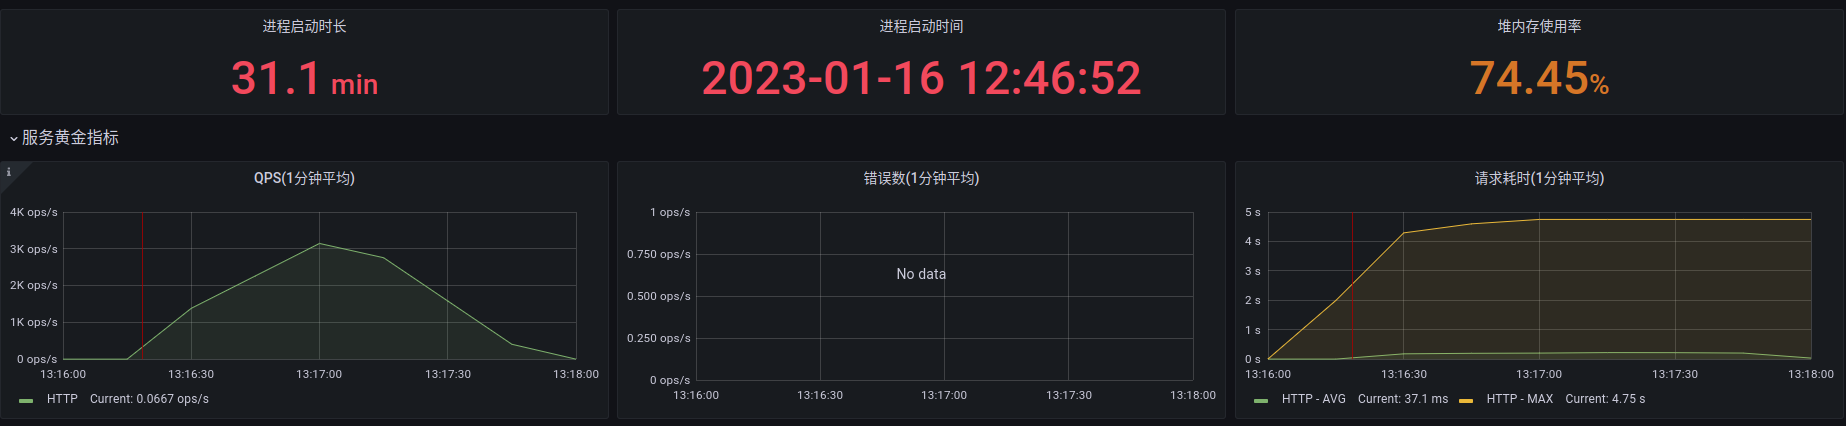 进程启动时长
31.1 min
进程启动时间
2023-01-16 12:46:52
堆内存使用率
74.45%
服务黄金指标
i
QPS(1分钟平均)
4K ops/s
3K ops/s
2K ops/s
1K ops/s
0 ops/s
13:16:00 13:16:30 13:17:00 13:17:30 13:18:00
HTTP Current: 0.0667 ops/s
错误数(1分钟平均)
1 ops/s
0.750 ops/s
0.500 ops/s
0.250 ops/s
0 ops/s
No data
13:16:00 13:16:30 13:17:00 13:17:30 13:18:00
请求耗时(1分钟平均)
5 s
4 s
3 s
2 s
1 s
0 s
13:16:00 13:16:30 13:17:00 13:17:30 13:18:00
HTTP - AVG Current: 37.1 ms HTTP - MAX Current: 4.75 s